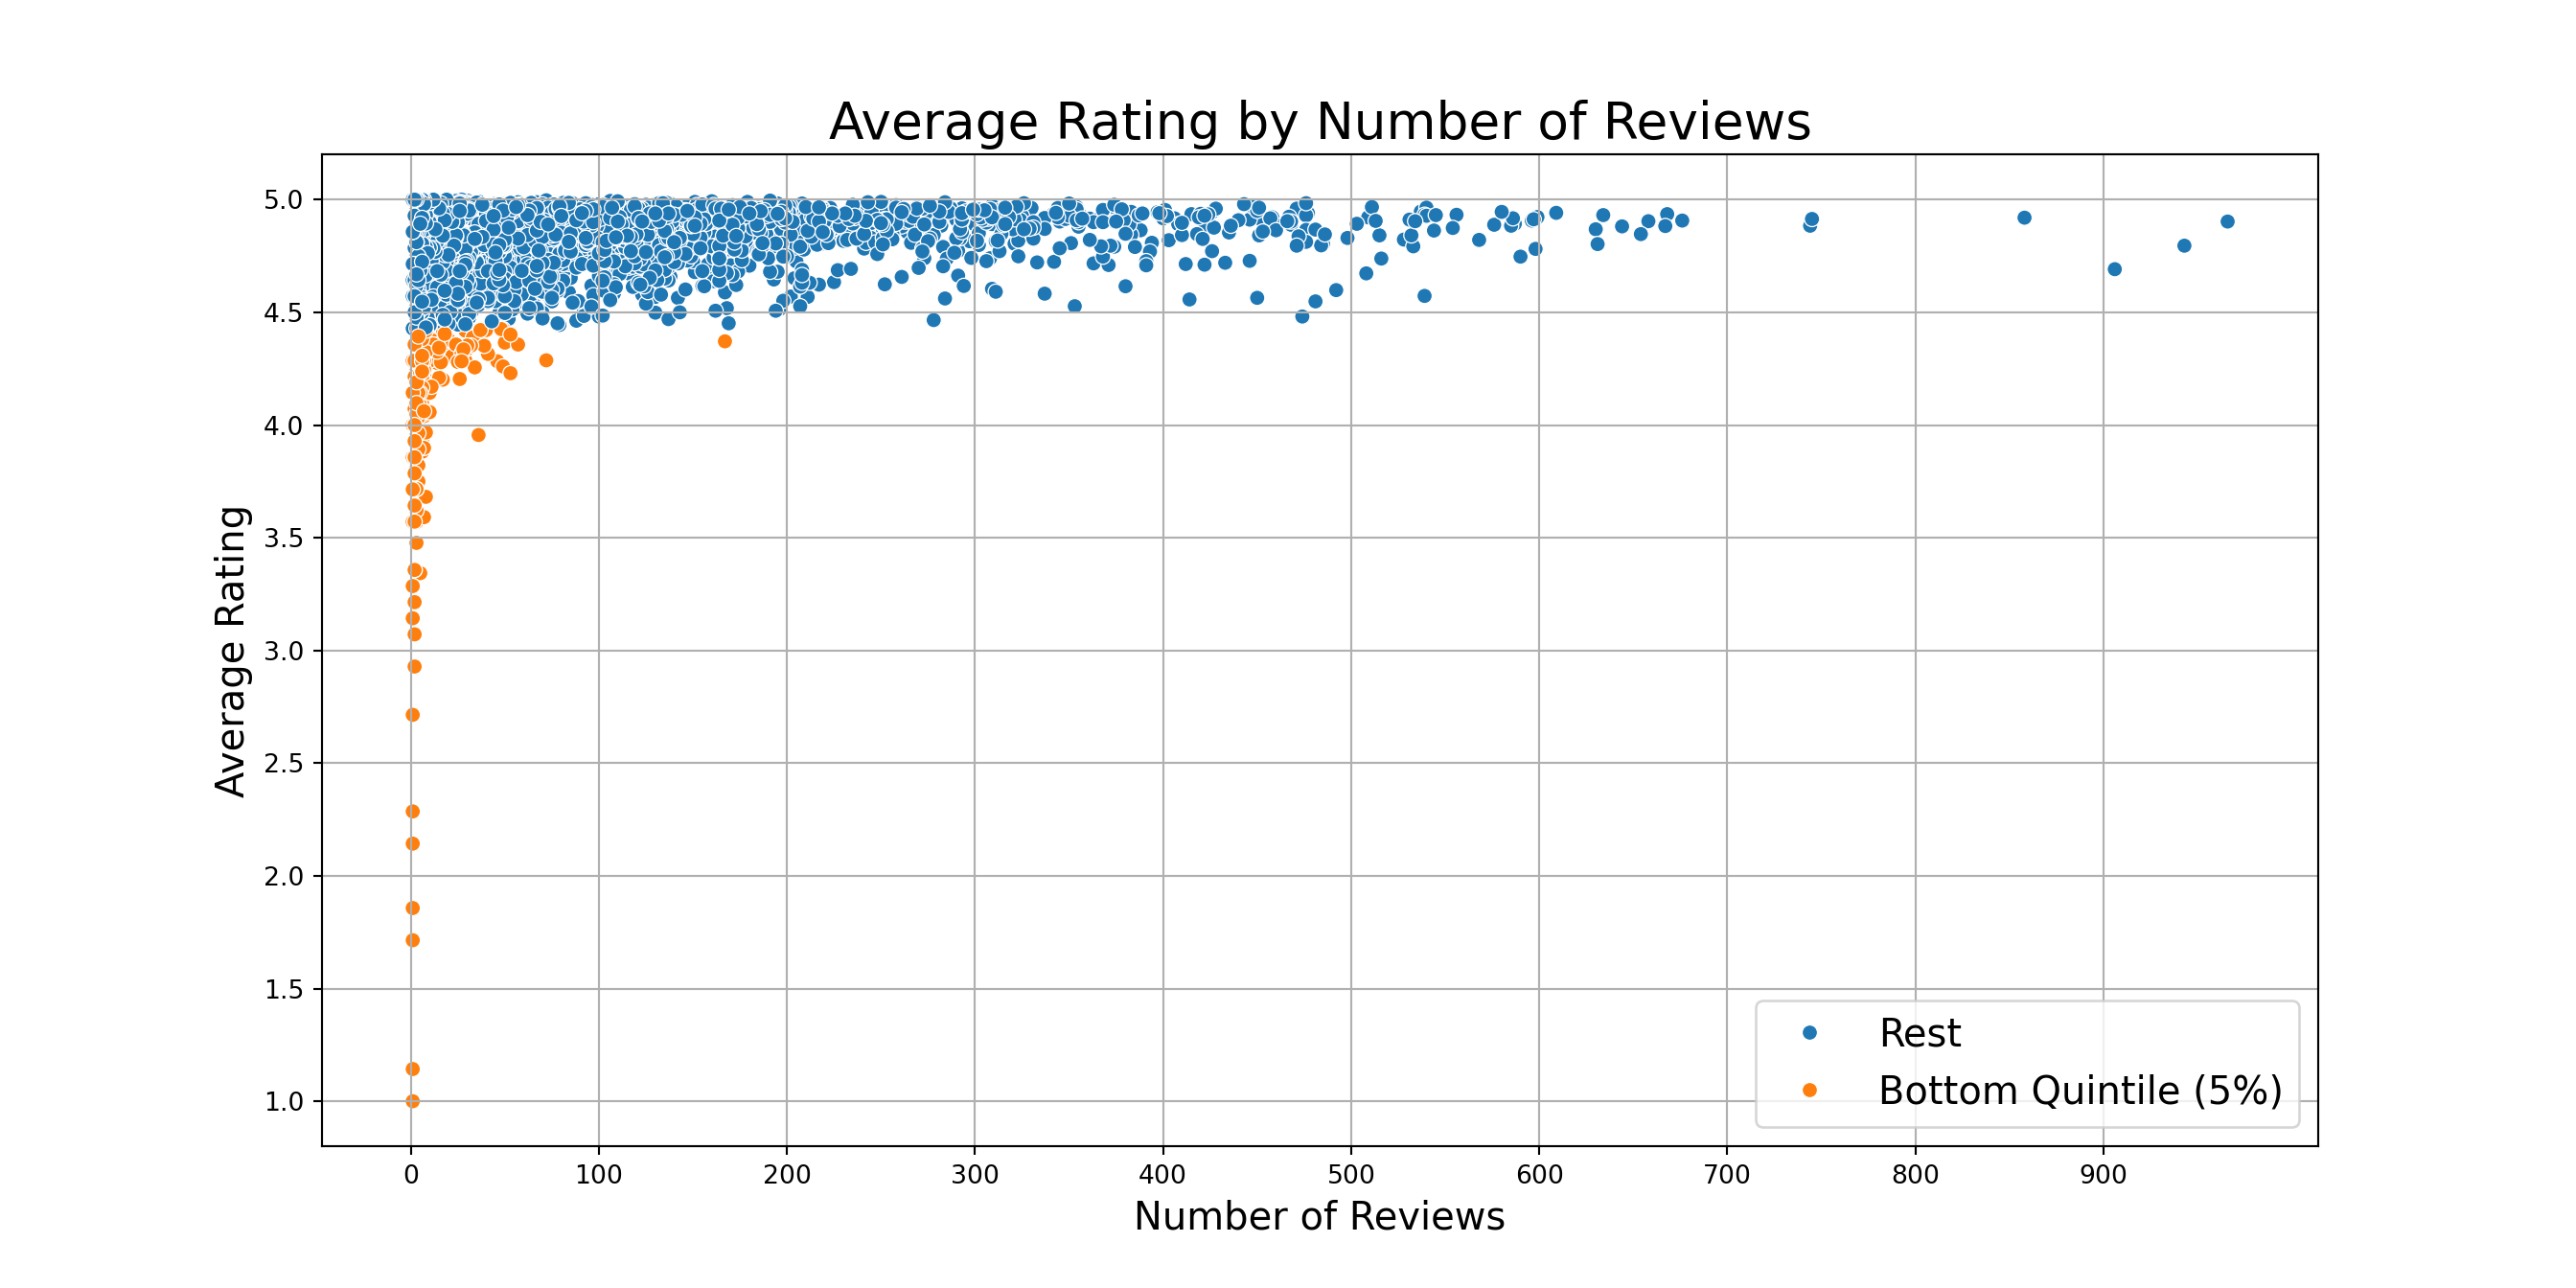 Average Rating by Number of Reviews
Average Rating
5.0
4.5
4.0
3.5
3.0
2.5
2.0
1.5
1.0
Rest
Bottom Quintile (5%)
0 100 200 300 400 500 600 700 800 900
Number of Reviews